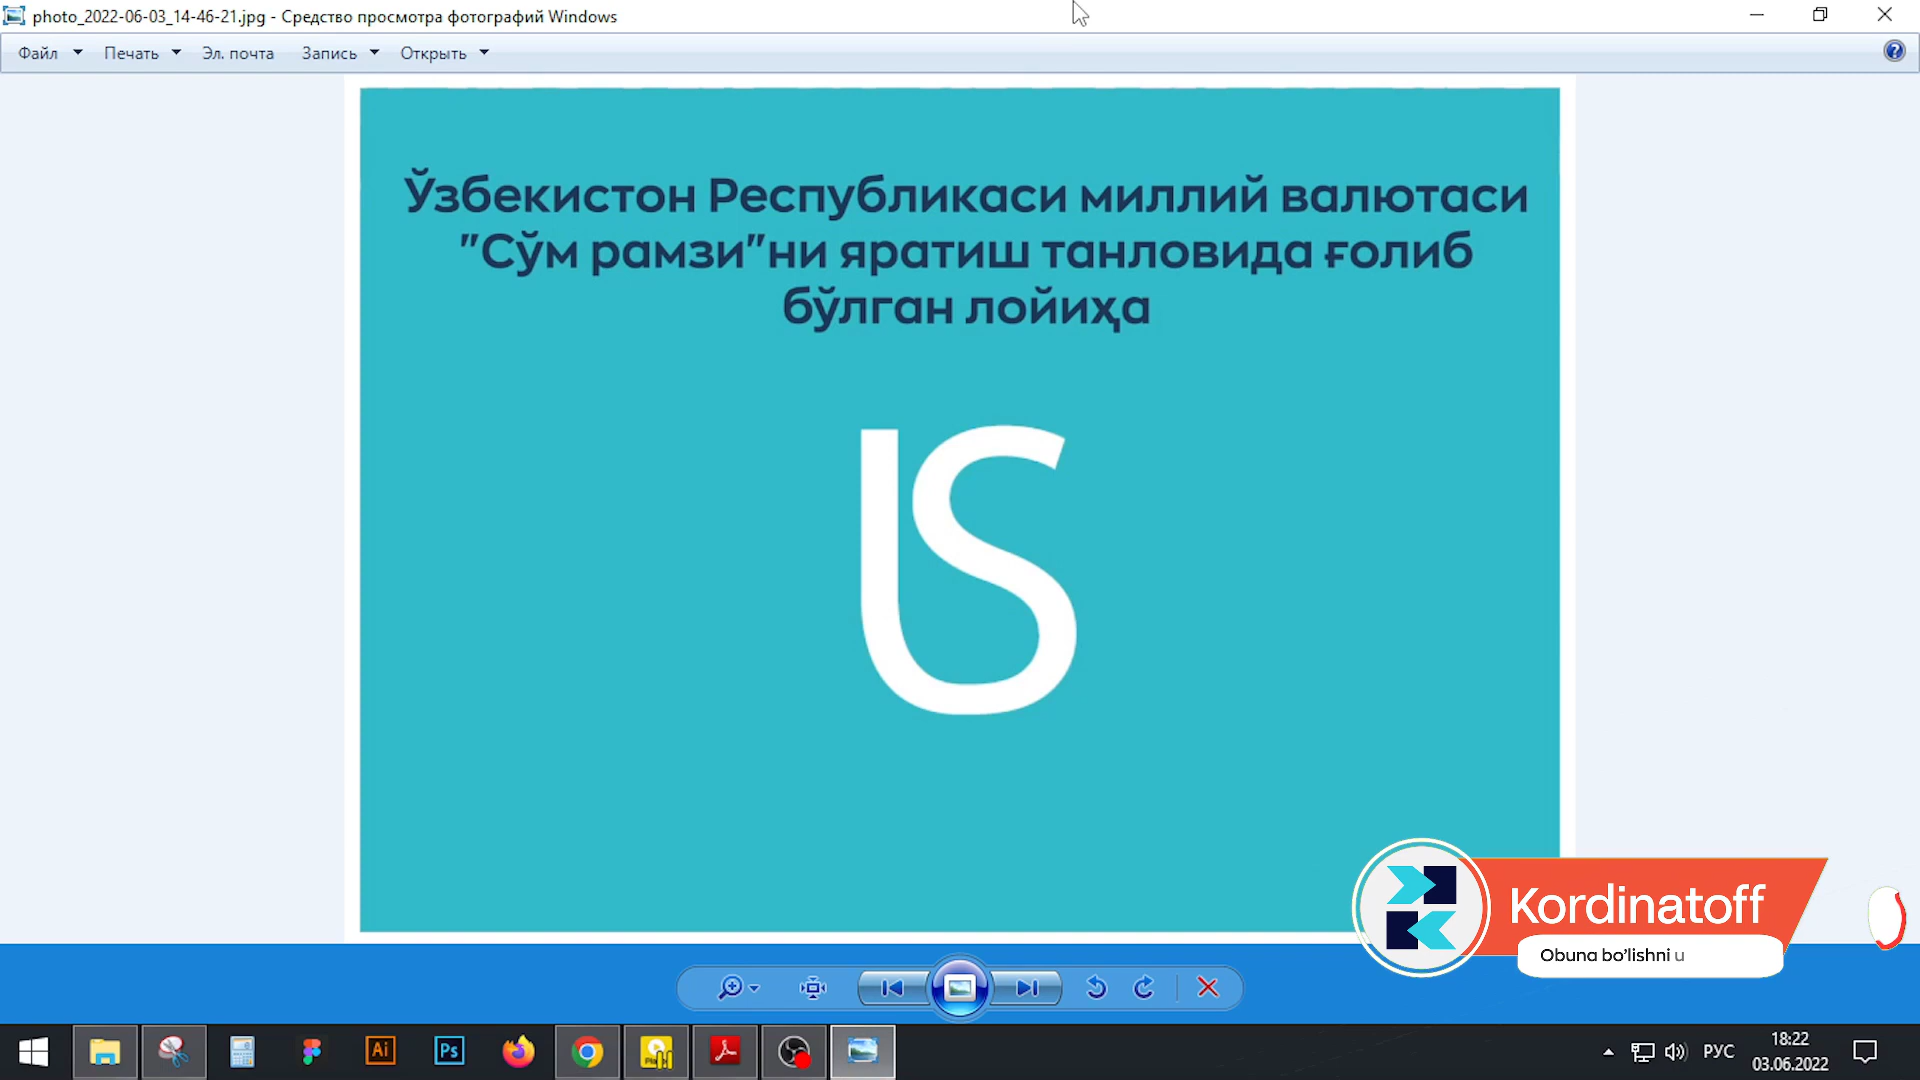 photo_2022-06-03_14-46-21.jpg - Средство просмотра фотографий Windows
Файл Печать Эл. почта Запись Открыть
Ўзбекистон Республикаси миллий валютаси
"Сўм рамзи"ни яратиш танловида ғолиб
бўлган лойиҳа
Kordinatoff
Obuna bo'lishni u
Ai Ps
РУС
18:22
03.06.2022